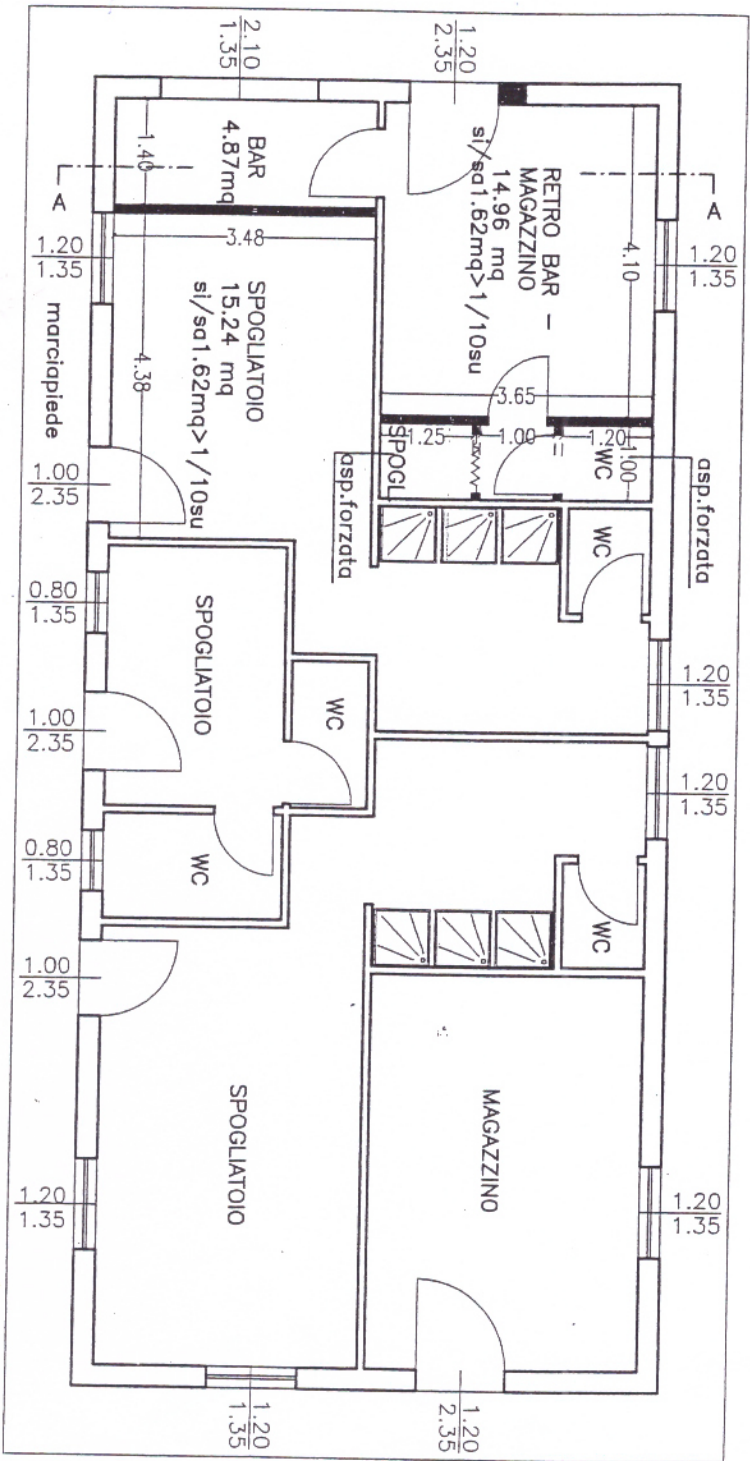 2.10
1.35
1.20
2.35
BAR
4.87mq
1.40
A
RETRO BAR –
MAGAZZINO
14.96 mq
si/sa1.62mq>1/10su
A
4.10
1.20
1.35
1.20
1.35
marciapiede
3.48
SPOGLIATOIO
15.24 mq
si/sa1.62mq>1/10su
4.38
3.65
1.25
1.00
1.20
SPOGL
WC
1.00
asp.forzata
asp.forzata
1.00
2.35
WC
0.80
1.35
SPOGLIATOIO
1.20
1.35
1.00
2.35
WC
1.20
1.35
0.80
1.35
WC
WC
1.00
2.35
SPOGLIATOIO
MAGAZZINO
1.20
1.35
1.20
1.35
1.20
1.35
1.20
2.35